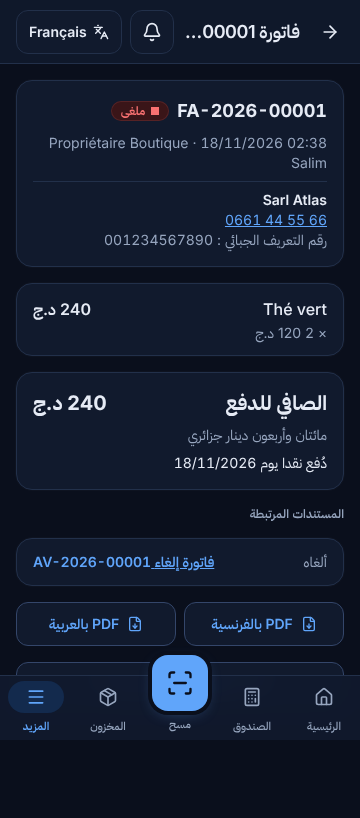 فاتورة 00001...
Français
FA-2026-00001
ملغى
Propriétaire Boutique · 18/11/2026 02:38
Salim
Sarl Atlas
0661 44 55 66
رقم التعريف الجبائي : 001234567890
Thé vert
240 د.ج
× 2 120 د.ج
الصافي للدفع
240 د.ج
مائتان وأربعون دينار جزائري
دُفع نقدا يوم 18/11/2026
المستندات المرتبطة
ألغاه
فاتورة إلغاء AV-2026-00001
PDF بالفرنسية
PDF بالعربية
الرئيسية
الصندوق
مسح
المخزون
المزيد